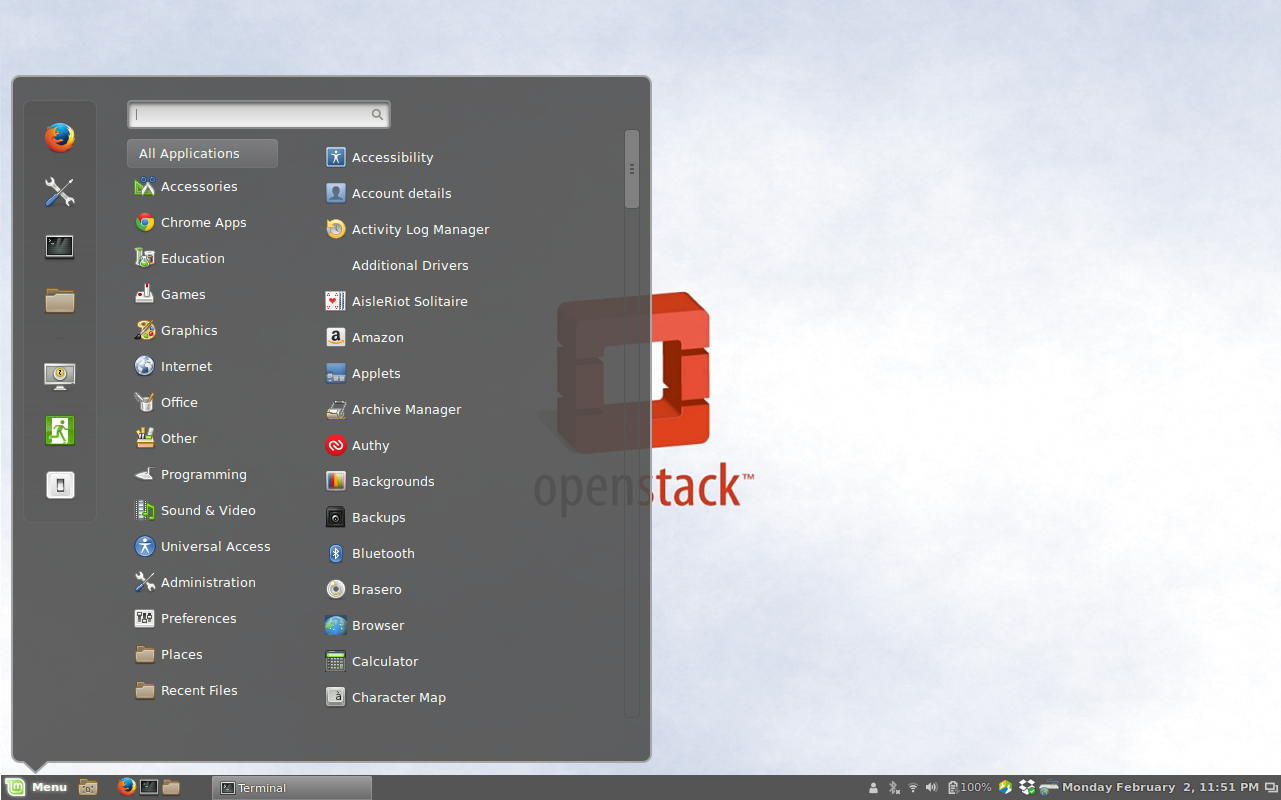 All Applications
Accessories
Chrome Apps
Education
Games
Graphics
Internet
Office
Other
Programming
Sound & Video
Universal Access
Administration
Preferences
Places
Recent Files
Accessibility
Account details
Activity Log Manager
Additional Drivers
AisleRiot Solitaire
Amazon
Applets
Archive Manager
Authy
Backgrounds
Backups
Bluetooth
Brasero
Browser
Calculator
Character Map
openstack™
Menu
Terminal
100%
Monday February 2, 11:51 PM